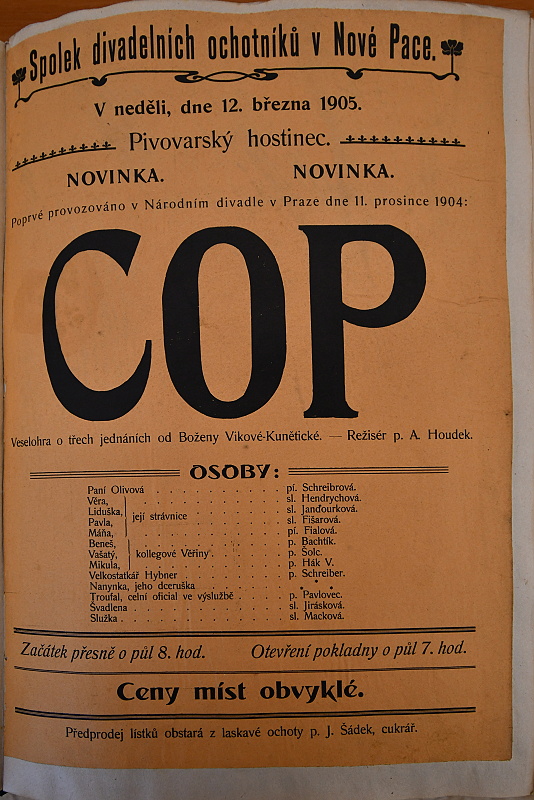 Spolek divadelních ochotníků v Nové Pace.
V neděli, dne 12. března 1905.
Pivovarský hostinec.
NOVINKA. NOVINKA.
Poprvé provozováno v Národním divadle v Praze dne 11. prosince 1904:
COP
Veselohra o třech jednáních od Boženy Vikové-Kunětické. — Režisér p. A. Houdek.
OSOBY:
Paní Olivová . . . . . . . . . . . pí. Schreibrová.
Věra, . . . . . . . sl. Hendrychová.
Liduška, . . . . . . . sl. Janďourková.
její strávnice
Pavla, . . . . . . . sl. Fišarová.
Máňa, . . . . . . . pí. Fialová.
Beneš, . . . . . . . p. Bachtík.
Vašatý, kollegové Věřiny . . . . . . . p. Šolc.
Mikula, . . . . . . . p. Hák V.
Velkostatkář Hybner . . . . . . . . p. Schreiber.
Nanynka, jeho dceruška . . . . . . . * *
Troufal, celní oficial ve výslužbě . . . . . p. Pavlovec.
Švadlena . . . . . . . . . . . sl. Jirásková.
Služka . . . . . . . . . . . sl. Macková.
Začátek přesně o půl 8. hod. Otevření pokladny o půl 7. hod.
Ceny míst obvyklé.
Předprodej lístků obstará z laskavé ochoty p. J. Šádek, cukrář.